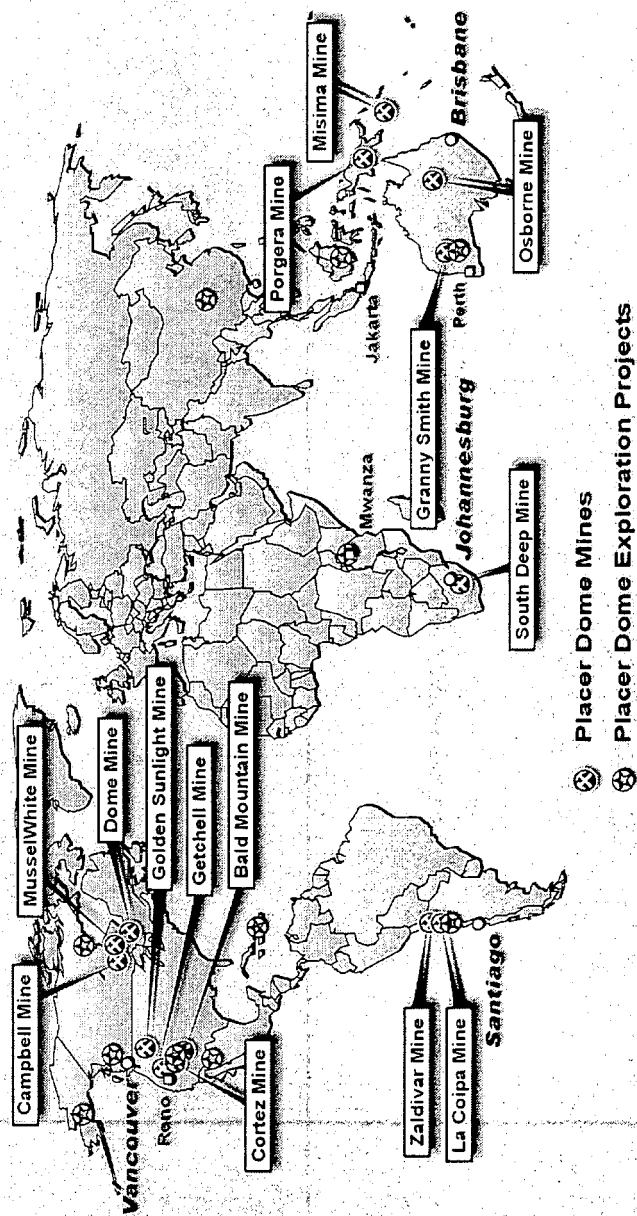 Campbell Mine
MusselWhite Mine
Dome Mine
Golden Sunlight Mine
Getchell Mine
Bald Mountain Mine
Vancouver
Reno
Cortez Mine
Zaldivar Mine
La Coipa Mine
Santiago
Mwanza
Johannesburg
South Deep Mine
Porgera Mine
Misima Mine
Jakarta
Granny Smith Mine
Perth
Brisbane
Osborne Mine
Placer Dome Mines
Placer Dome Exploration Projects